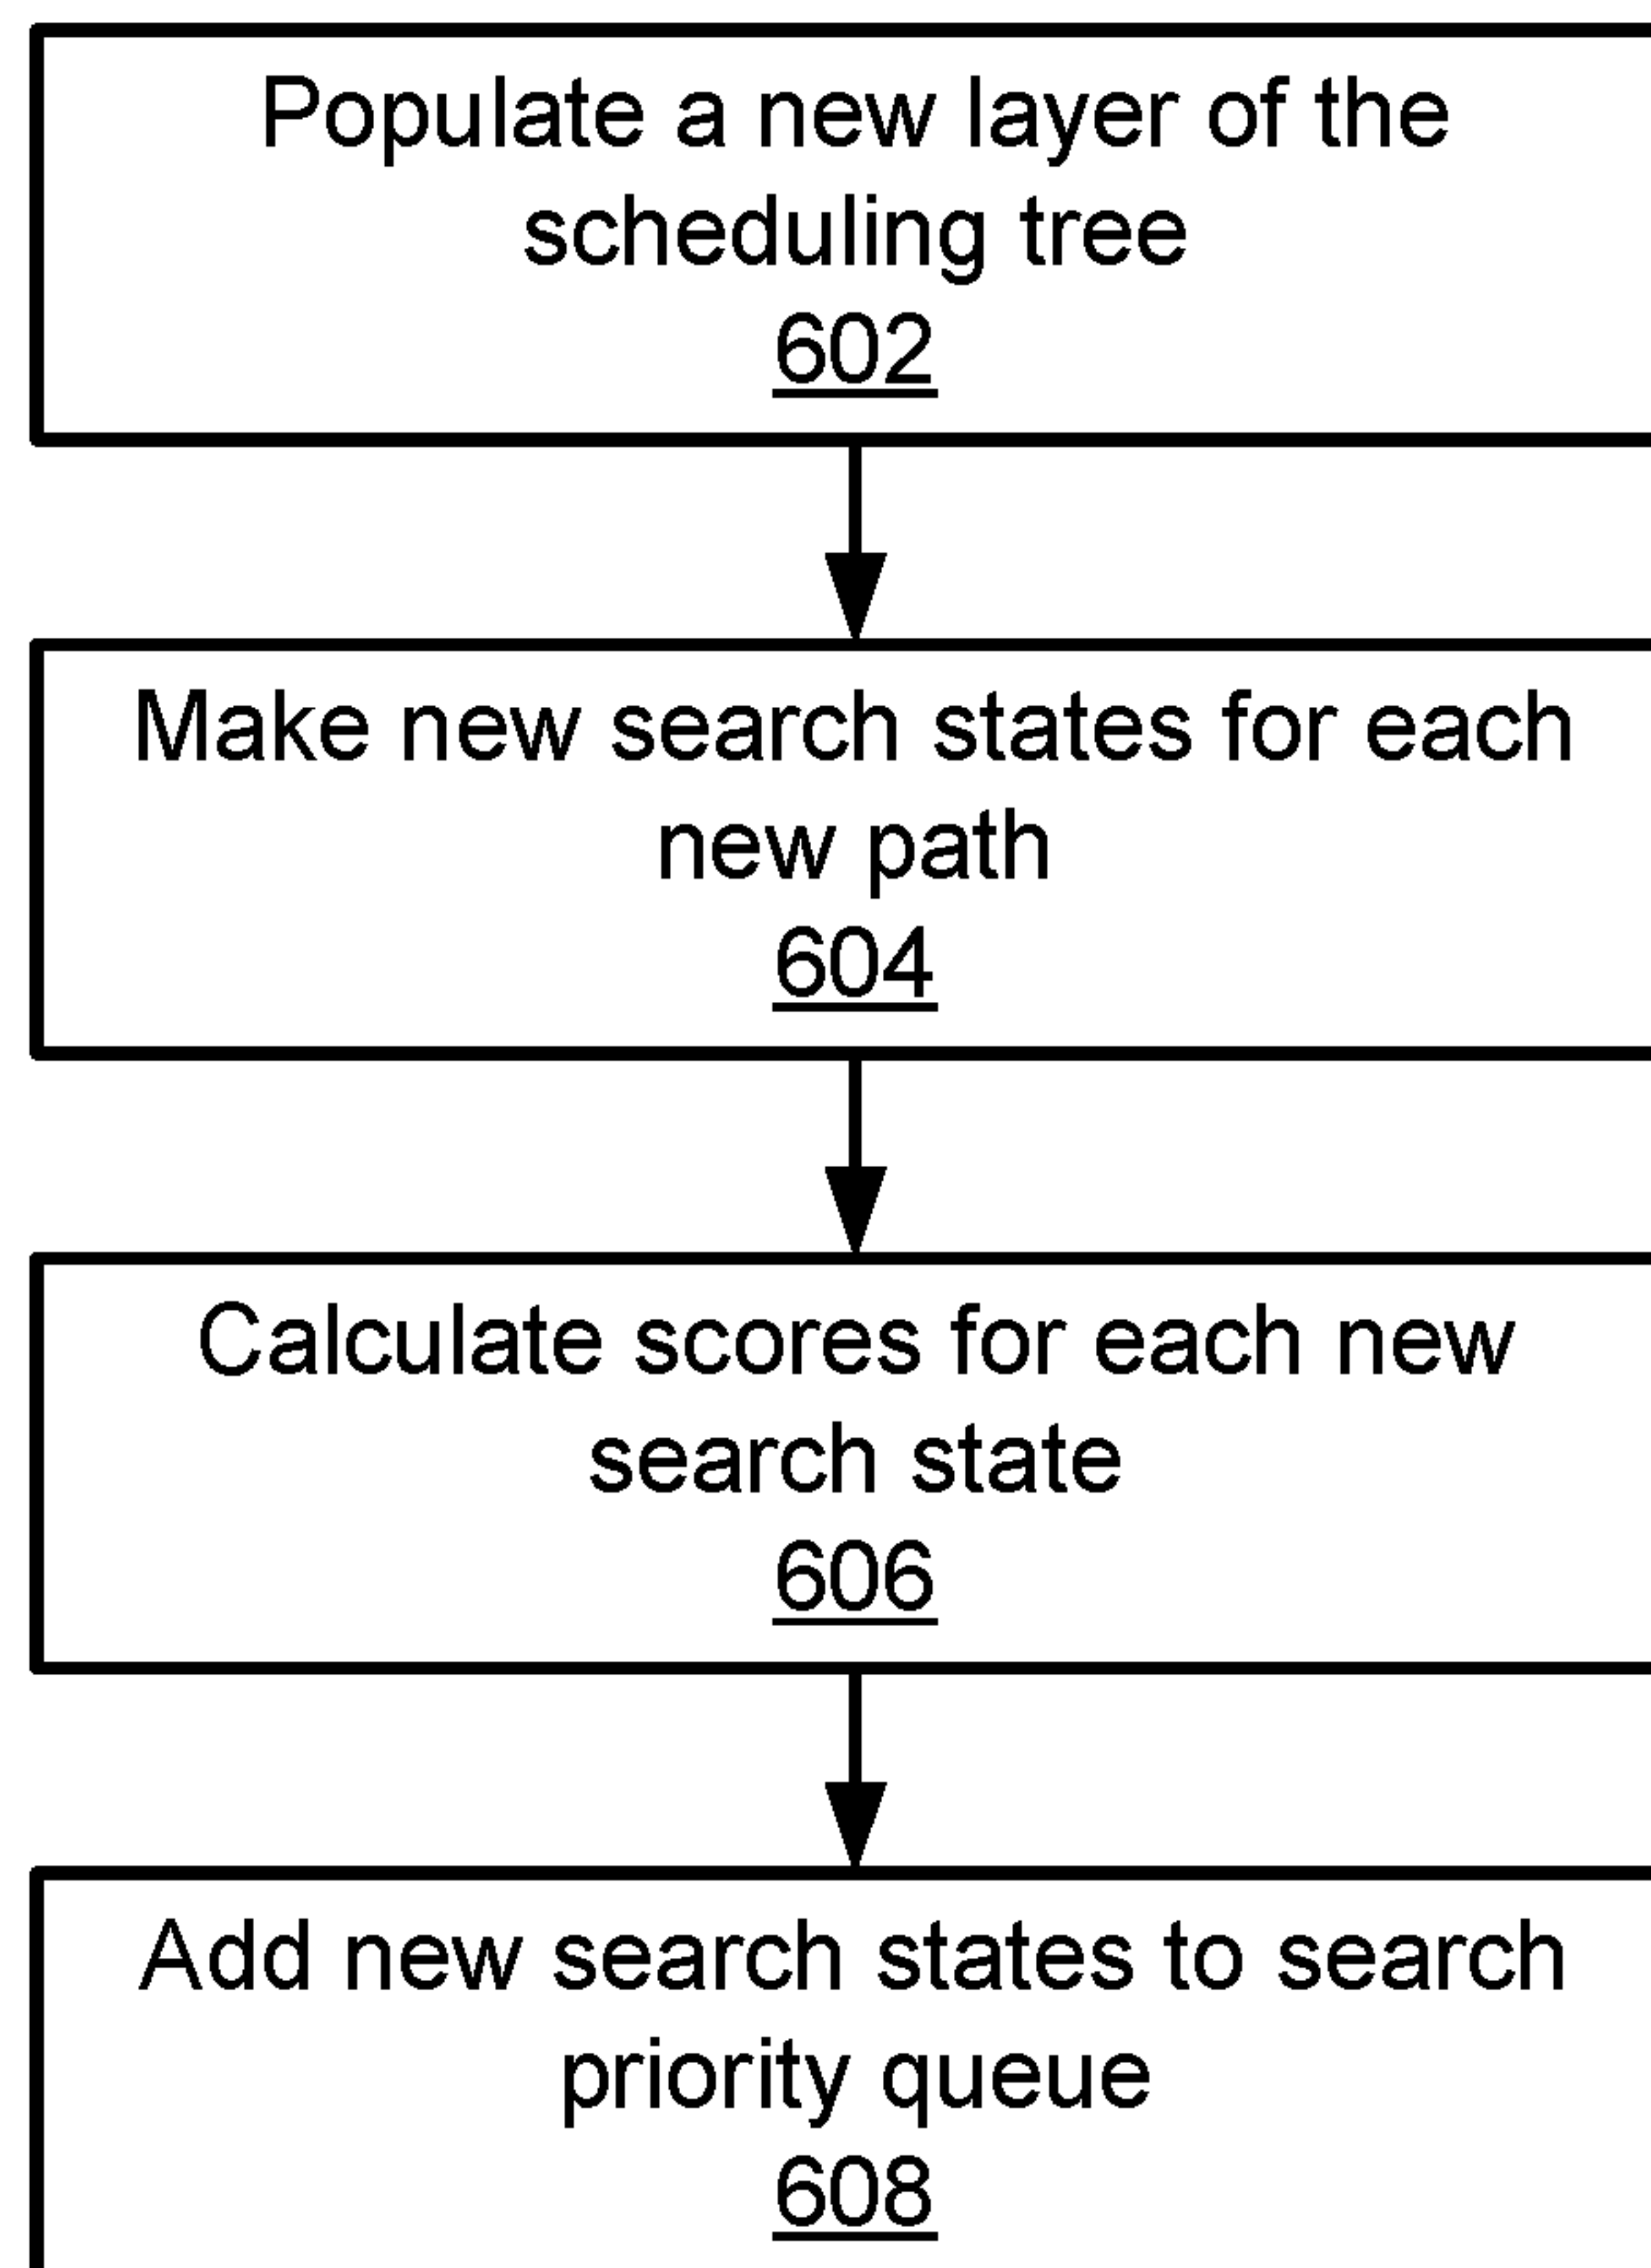 Populate a new layer of the
scheduling tree
602
Make new search states for each
new path
604
Calculate scores for each new
search state
606
Add new search states to search
priority queue
608